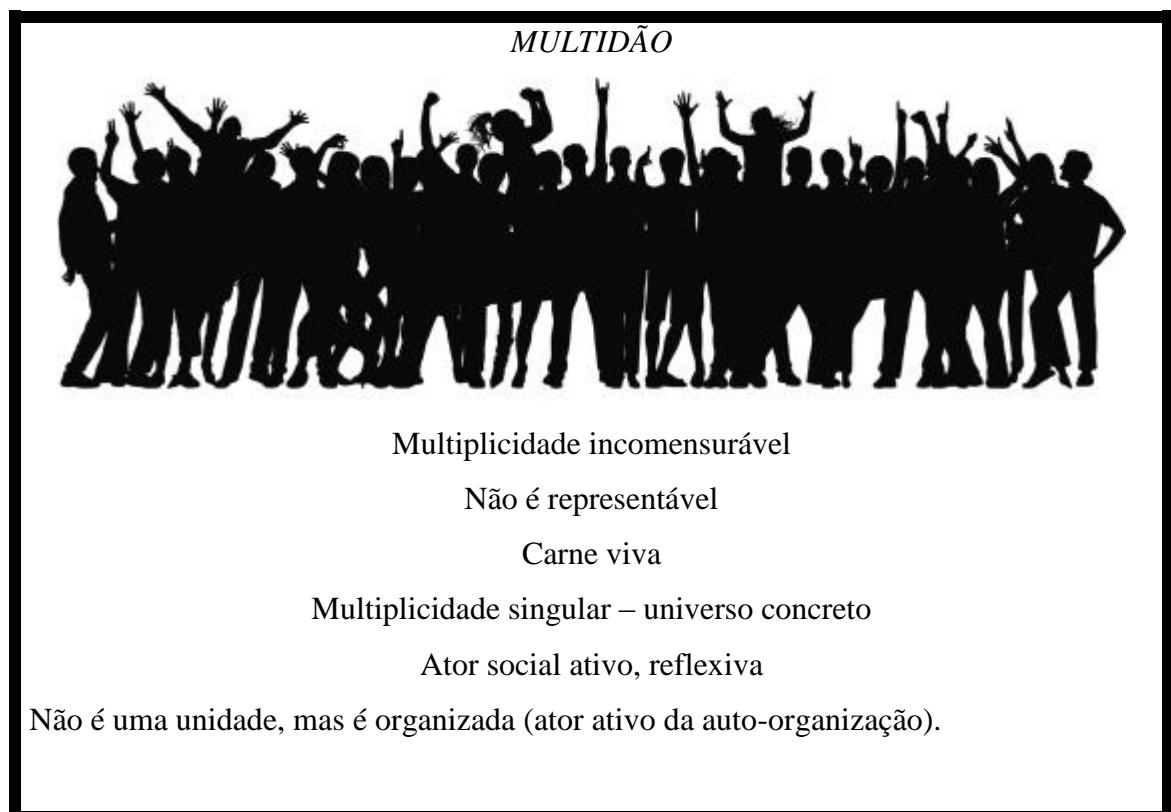 MULTIDÃO
Multiplicidade incomensurável
Não é representável
Carne viva
Multiplicidade singular – universo concreto
Ator social ativo, reflexiva
Não é uma unidade, mas é organizada (ator ativo da auto-organização).